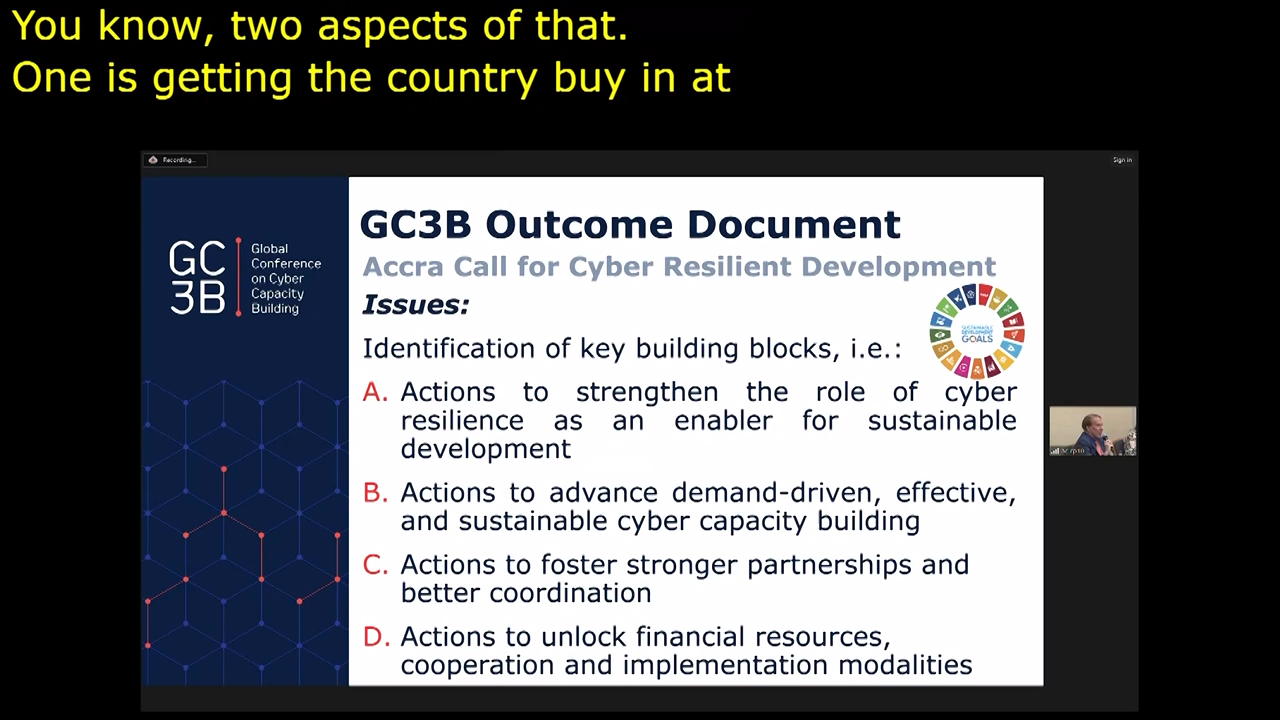 You know, two aspects of that.
One is getting the country buy in at
Recording...
Sign in
GC
3B
Global
Conference
on Cyber
Capacity
Building
GC3B Outcome Document
Accra Call for Cyber Resilient Development
Issues:
SUSTAINABLE
DEVELOPMENT
GOALS
Identification of key building blocks, i.e.:
A. Actions to strengthen the role of cyber
resilience as an enabler for sustainable
development
B. Actions to advance demand-driven, effective,
and sustainable cyber capacity building
C. Actions to foster stronger partnerships and
better coordination
D. Actions to unlock financial resources,
cooperation and implementation modalities